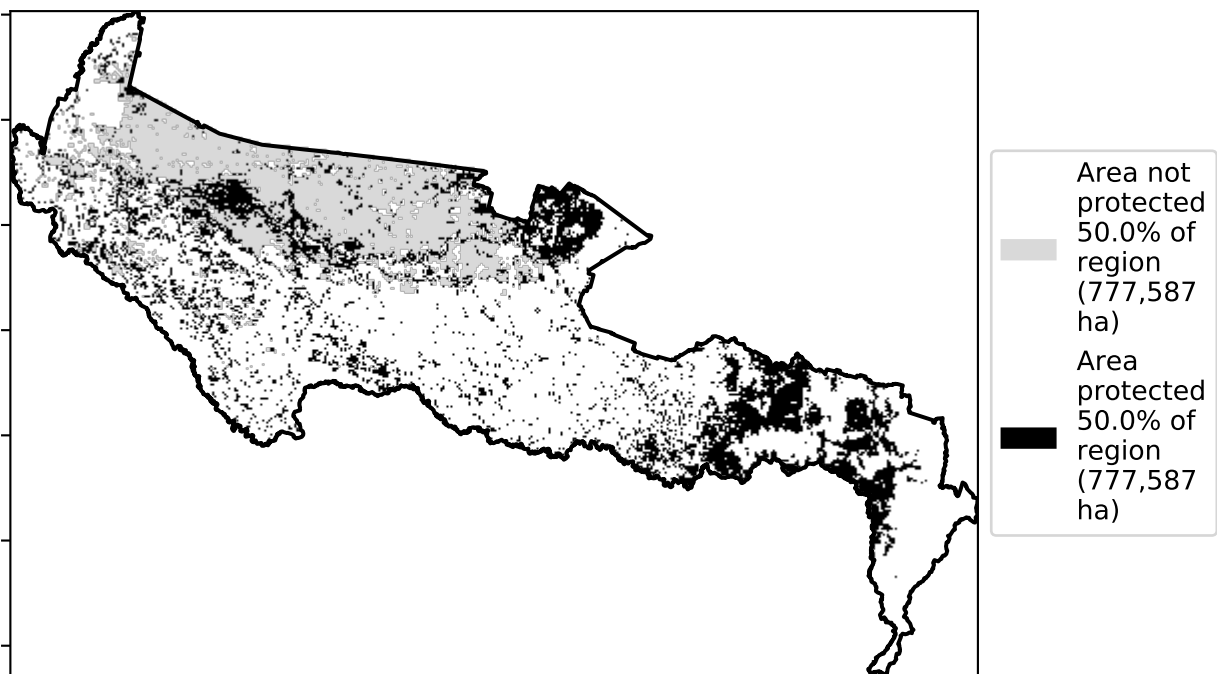 Area not
protected
50.0% of
region
(777,587
ha)
Area
protected
50.0% of
region
(777,587
ha)